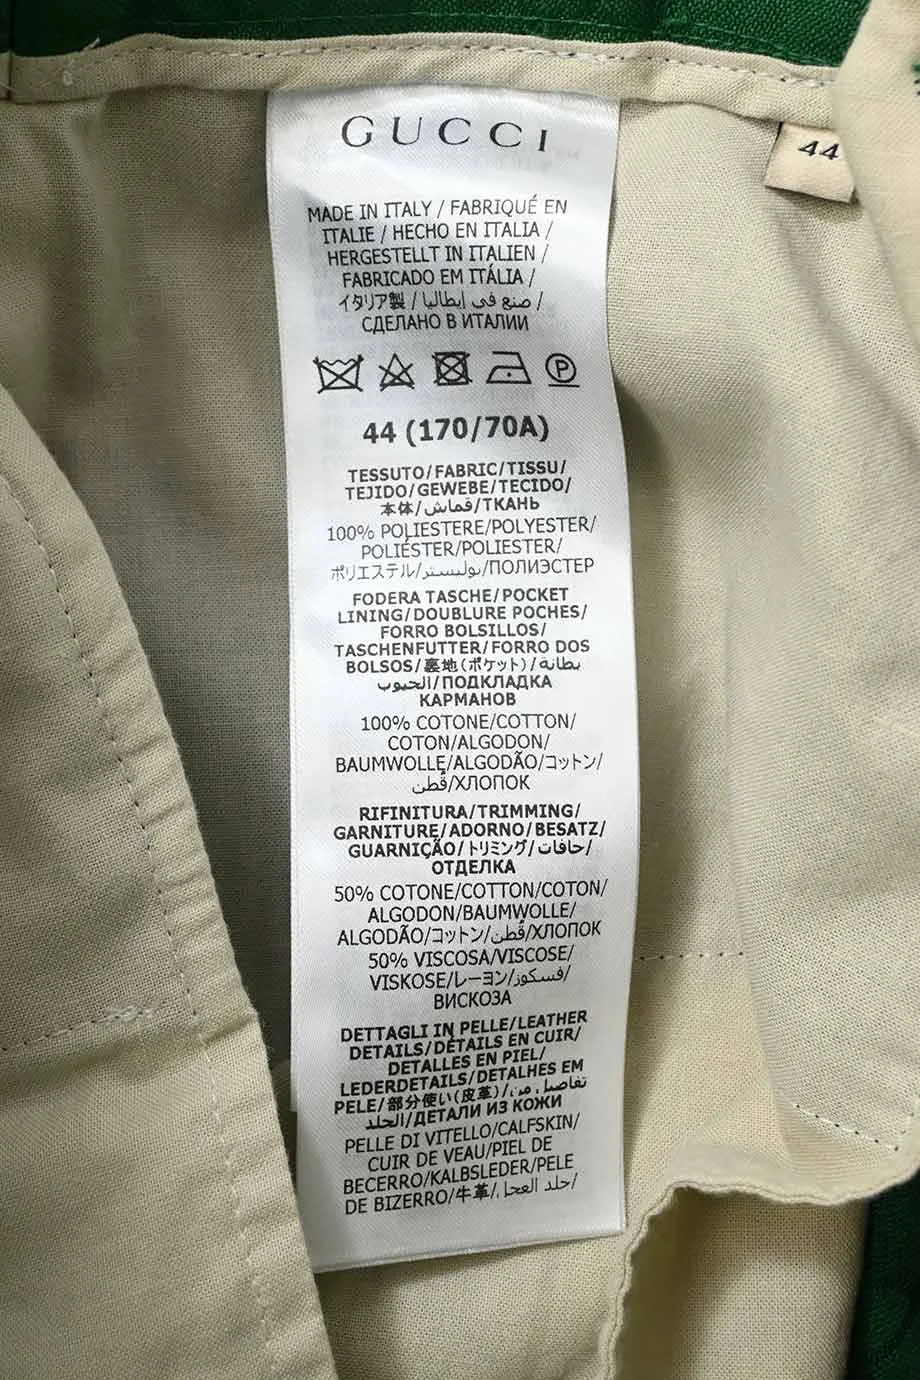 GUCCI
44
MADE IN ITALY / FABRIQUÉ EN
ITALIE / HECHO EN ITALIA /
HERGESTELLT IN ITALIEN /
FABRICADO EM ITÁLIA /
イタリア製 / صنع في إيطاليا /
СДЕЛАНО В ИТАЛИИ
P
44 (170/70A)
TESSUTO/FABRIC/TISSU/
TEJIDO/GEWEBE/TECIDO/
本体/قماش/ТКАНЬ
100% POLIESTERE/POLYESTER/
POLIÉSTER/POLIESTER/
ポリエステル/بوليستر/ПОЛИЭСТЕР
FODERA TASCHE/POCKET
LINING/DOUBLURE POCHES/
FORRO BOLSILLOS/
TASCHENFUTTER/FORRO DOS
BOLSOS/裏地(ポケット)/بطانة
الجيوب/ПОДКЛАДКА
КАРМАНОВ
100% COTONE/COTTON/
COTON/ALGODON/
BAUMWOLLE/ALGODÃO/コットン/
قُطن/ХЛОПОК
RIFINITURA/TRIMMING/
GARNITURE/ADORNO/BESATZ/
GUARNIÇÃO/トリミング/حافات/
ОТДЕЛКА
50% COTONE/COTTON/COTON/
ALGODON/BAUMWOLLE/
ALGODÃO/コットン/قُطن/ХЛОПОК
50% VISCOSA/VISCOSE/
VISKOSE/レーヨン/فسكوز/
ВИСКОЗА
DETTAGLI IN PELLE/LEATHER
DETAILS/DÉTAILS EN CUIR/
DETALLES EN PIEL/
LEDERDETAILS/DETALHES EM
PELE/部分使い(皮革)/تفاصيل من
الجلد/ДЕТАЛИ ИЗ КОЖИ
PELLE DI VITELLO/CALFSKIN/
CUIR DE VEAU/PIEL DE
BECERRO/KALBSLEDER/PELE
DE BIZERRO/牛革/جلد العجل/